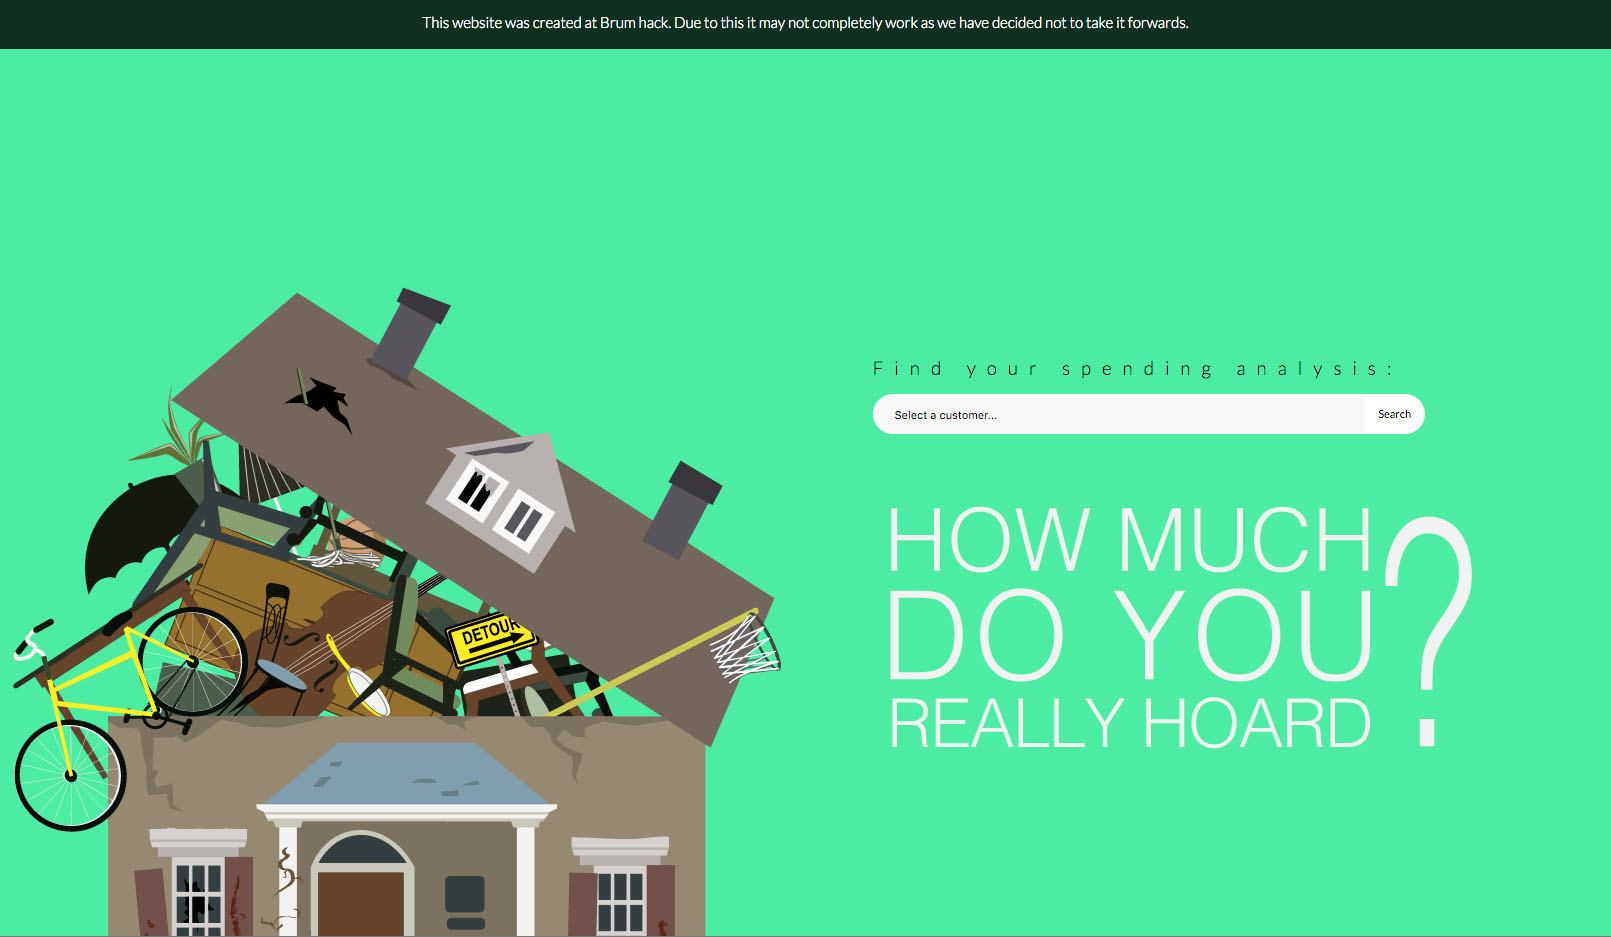 This website was created at Brum hack. Due to this it may not completely work as we have decided not to take it forwards.
Find your spending analysis:
Select a customer...
Search
HOW MUCH
DO YOU
REALLY HOARD
?
DETOUR